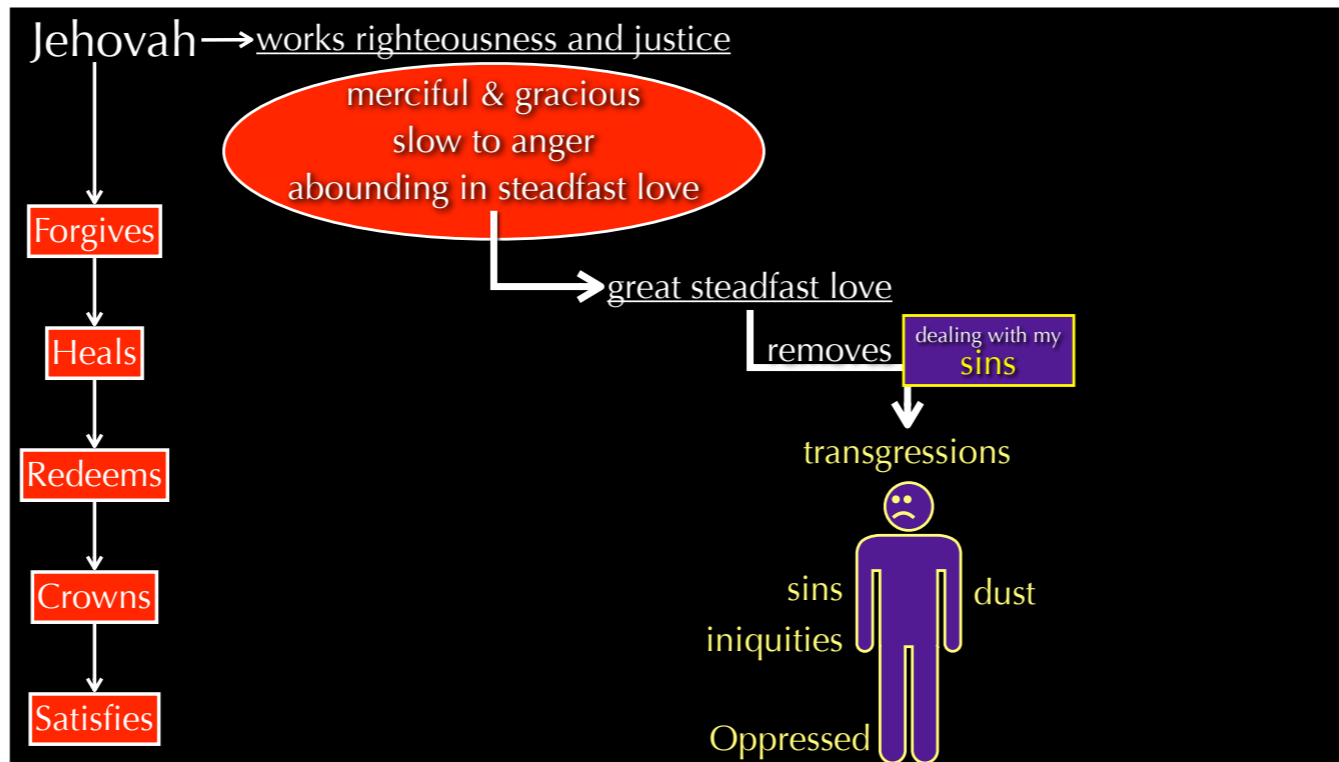 Jehovah works righteousness and justice
merciful & gracious
slow to anger
abounding in steadfast love
Forgives
great steadfast love
Heals
removes
dealing with my
sins
transgressions
Redeems
Crowns
sins
dust
iniquities
Satisfies
Oppressed